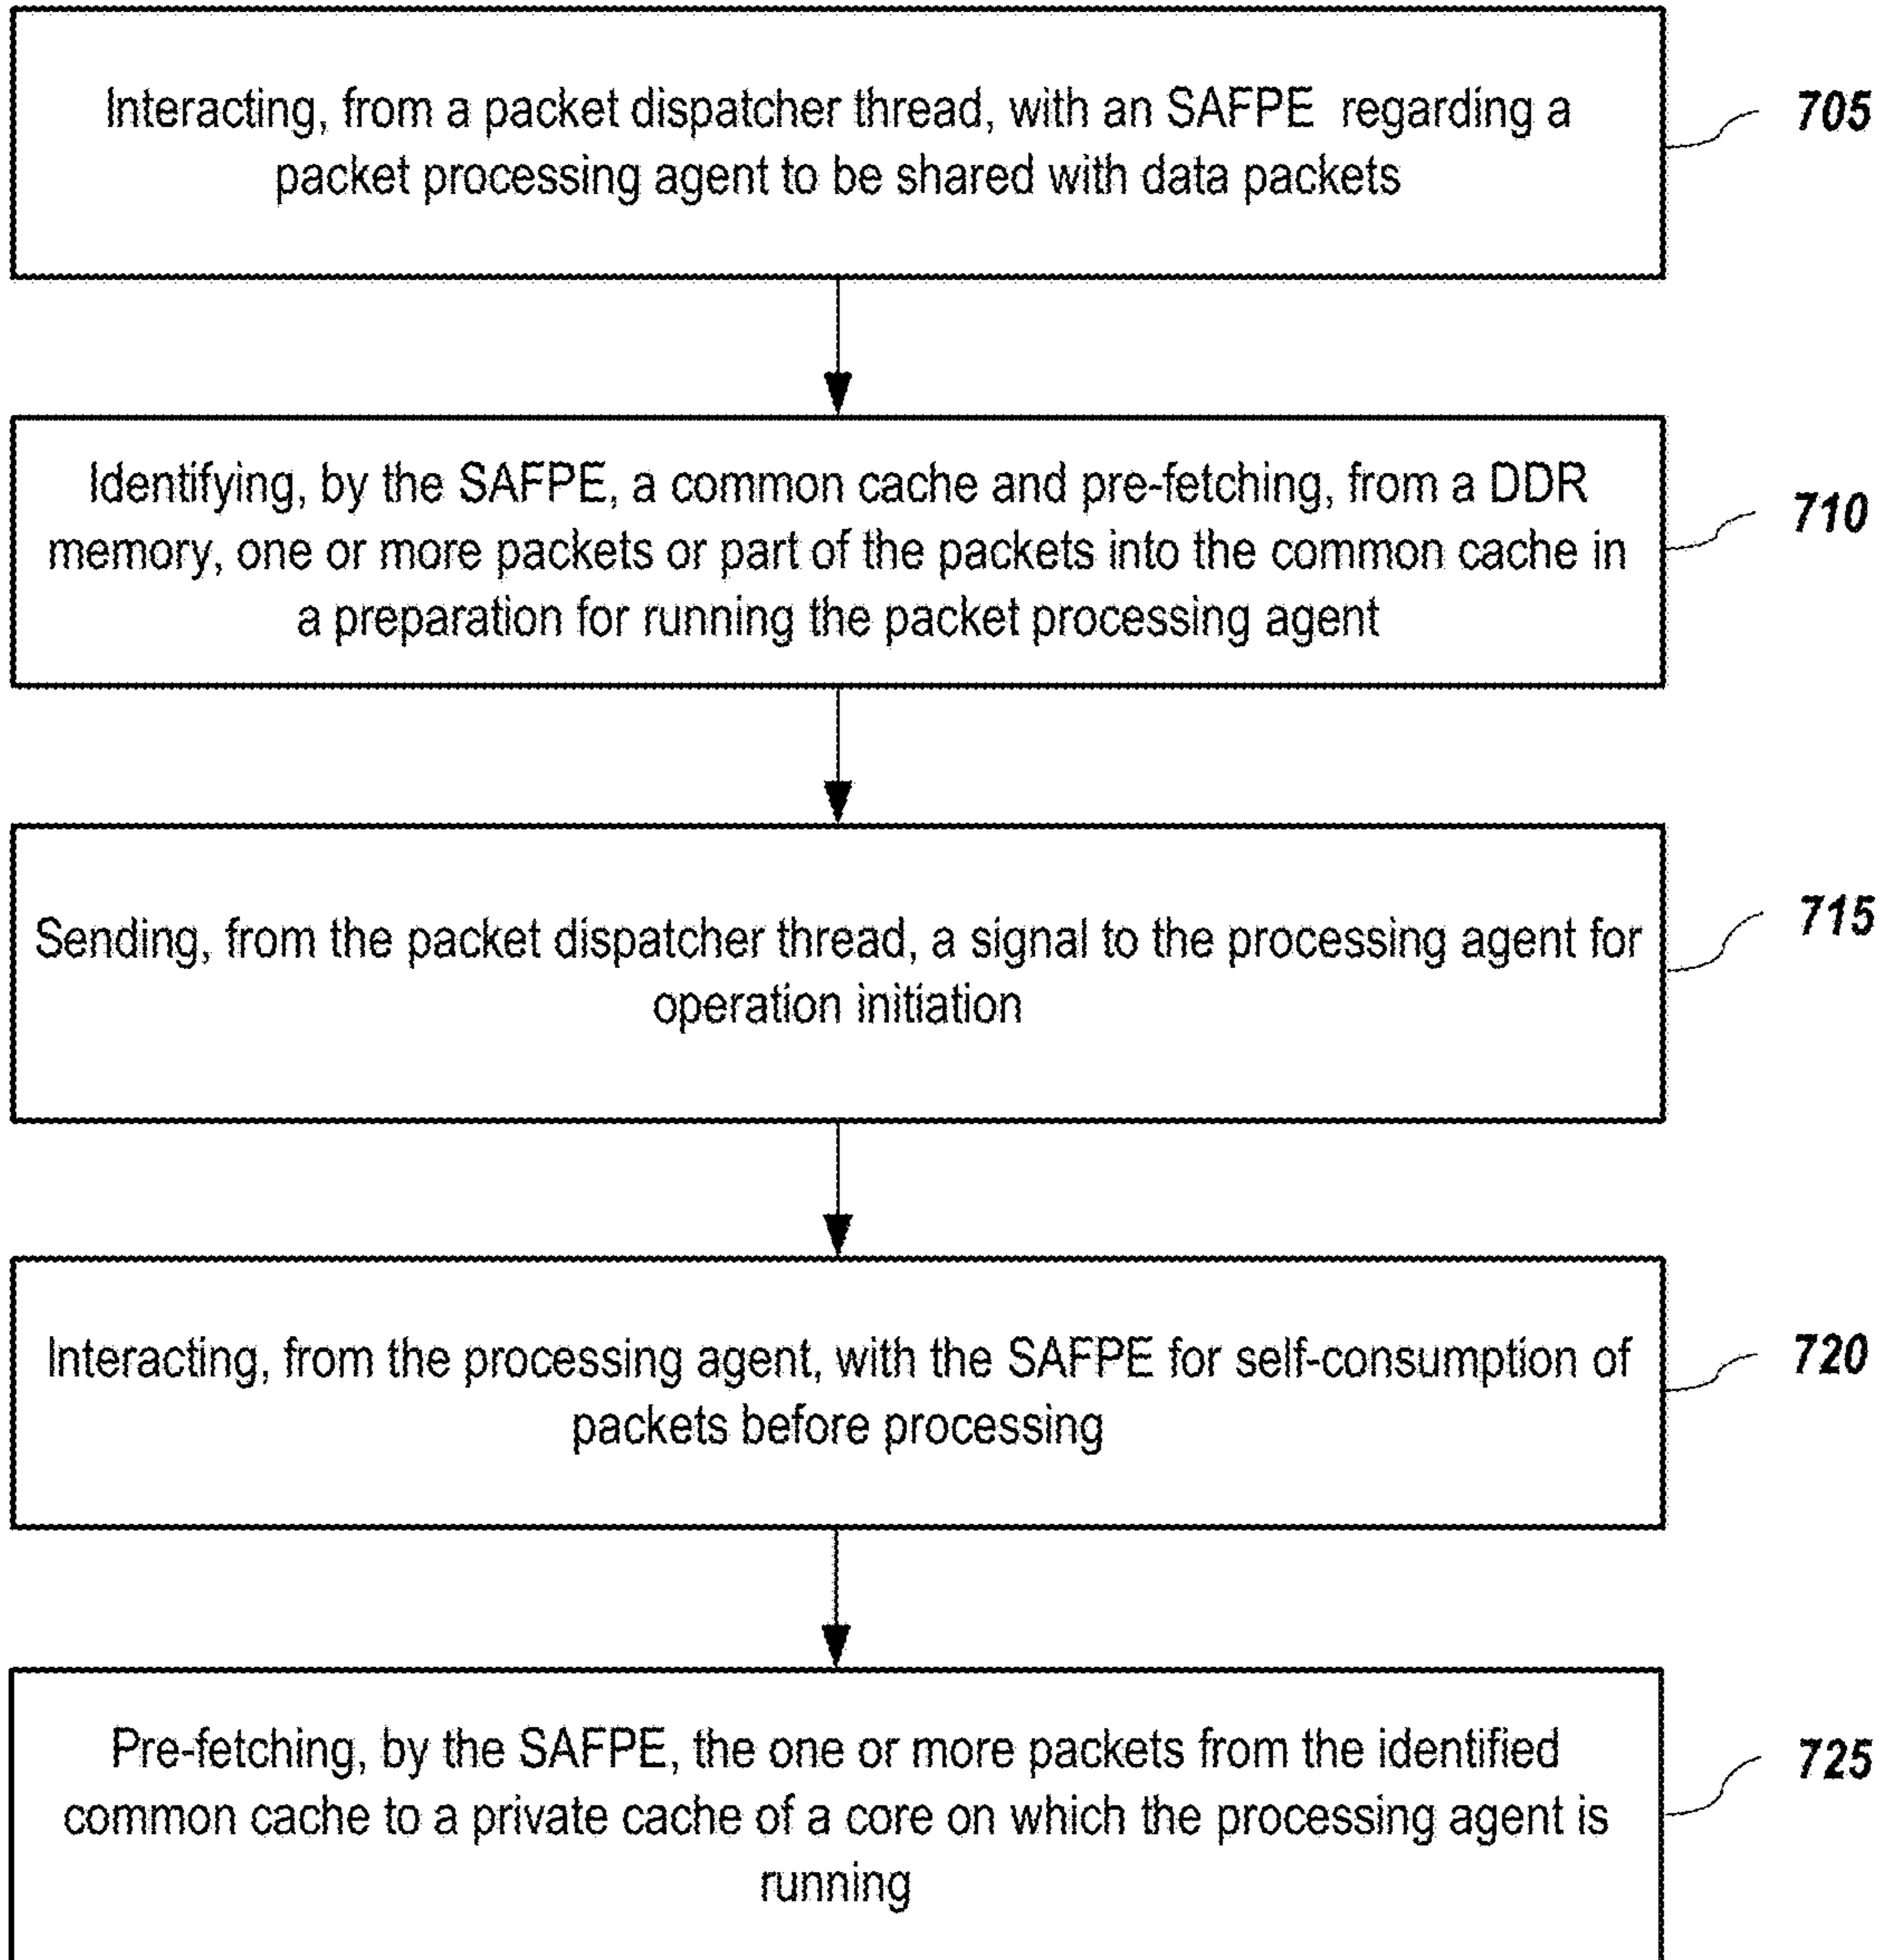 Interacting, from a packet dispatcher thread, with an SAFPE regarding a
packet processing agent to be shared with data packets
705
Identifying, by the SAFPE, a common cache and pre-fetching, from a DDR
memory, one or more packets or part of the packets into the common cache in
a preparation for running the packet processing agent
710
Sending, from the packet dispatcher thread, a signal to the processing agent for
operation initiation
715
Interacting, from the processing agent, with the SAFPE for self-consumption of
packets before processing
720
Pre-fetching, by the SAFPE, the one or more packets from the identified
common cache to a private cache of a core on which the processing agent is
running
725